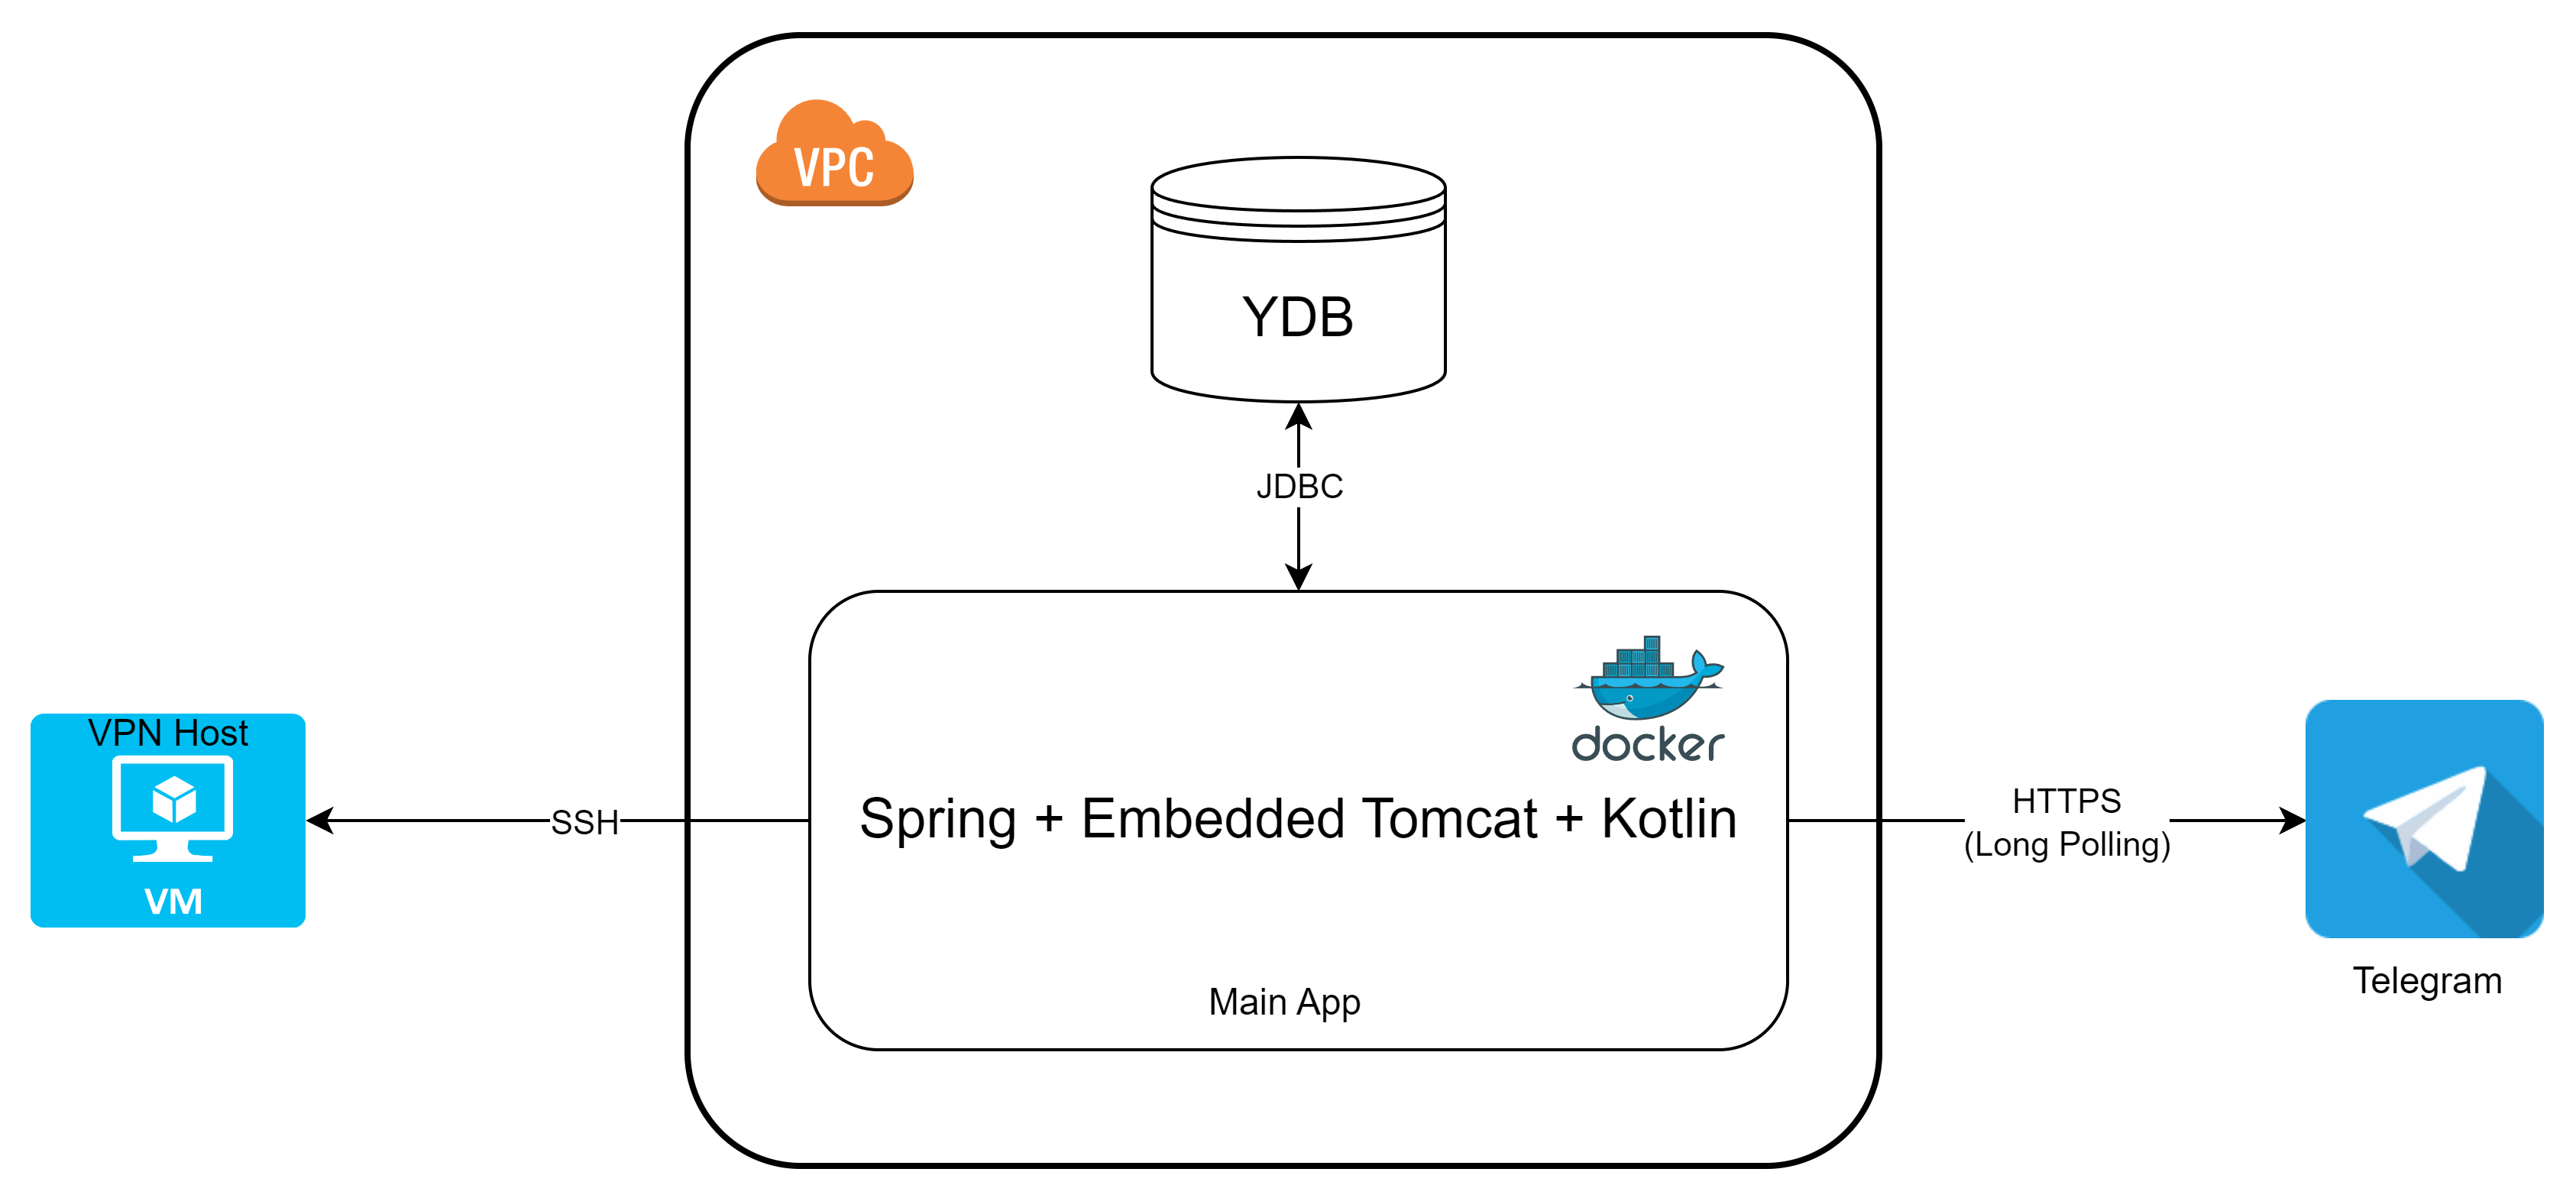 VPC
YDB
JDBC
docker
VPN Host
VM
SSH
Spring + Embedded Tomcat + Kotlin
HTTPS
(Long Polling)
Main App
Telegram